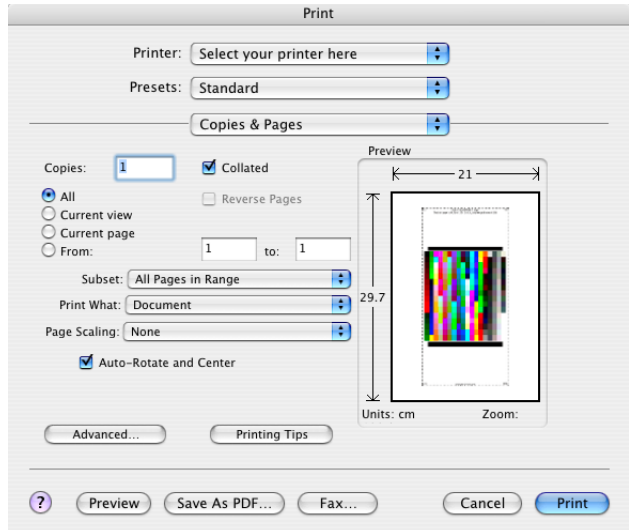 Print
Printer: Select your printer here
Presets: Standard
Copies & Pages
Copies: 1 Collated
All Reverse Pages
Current view
Current page
From: 1 to: 1
Subset: All Pages in Range
Print What: Document
Page Scaling: None
Auto-Rotate and Center
Advanced... Printing Tips
Preview
21
29.7
Units: cm Zoom:
? Preview Save As PDF... Fax... Cancel Print